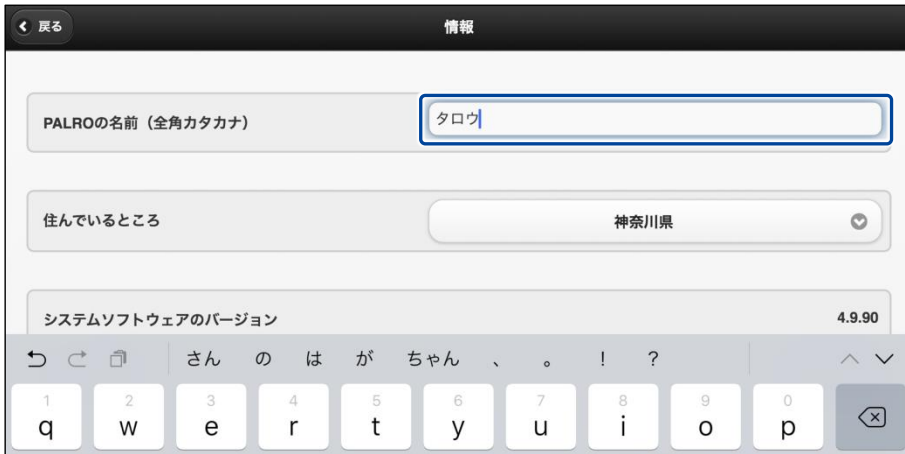 戻る
情報
PALROの名前（全角カタカナ）
タロウ
住んでいるところ
神奈川県
システムソフトウェアのバージョン
4.9.90
さん の は が ちゃん 、 。 ! ?
1 2 3 4 5 6 7 8 9 0
q w e r t y u i o p